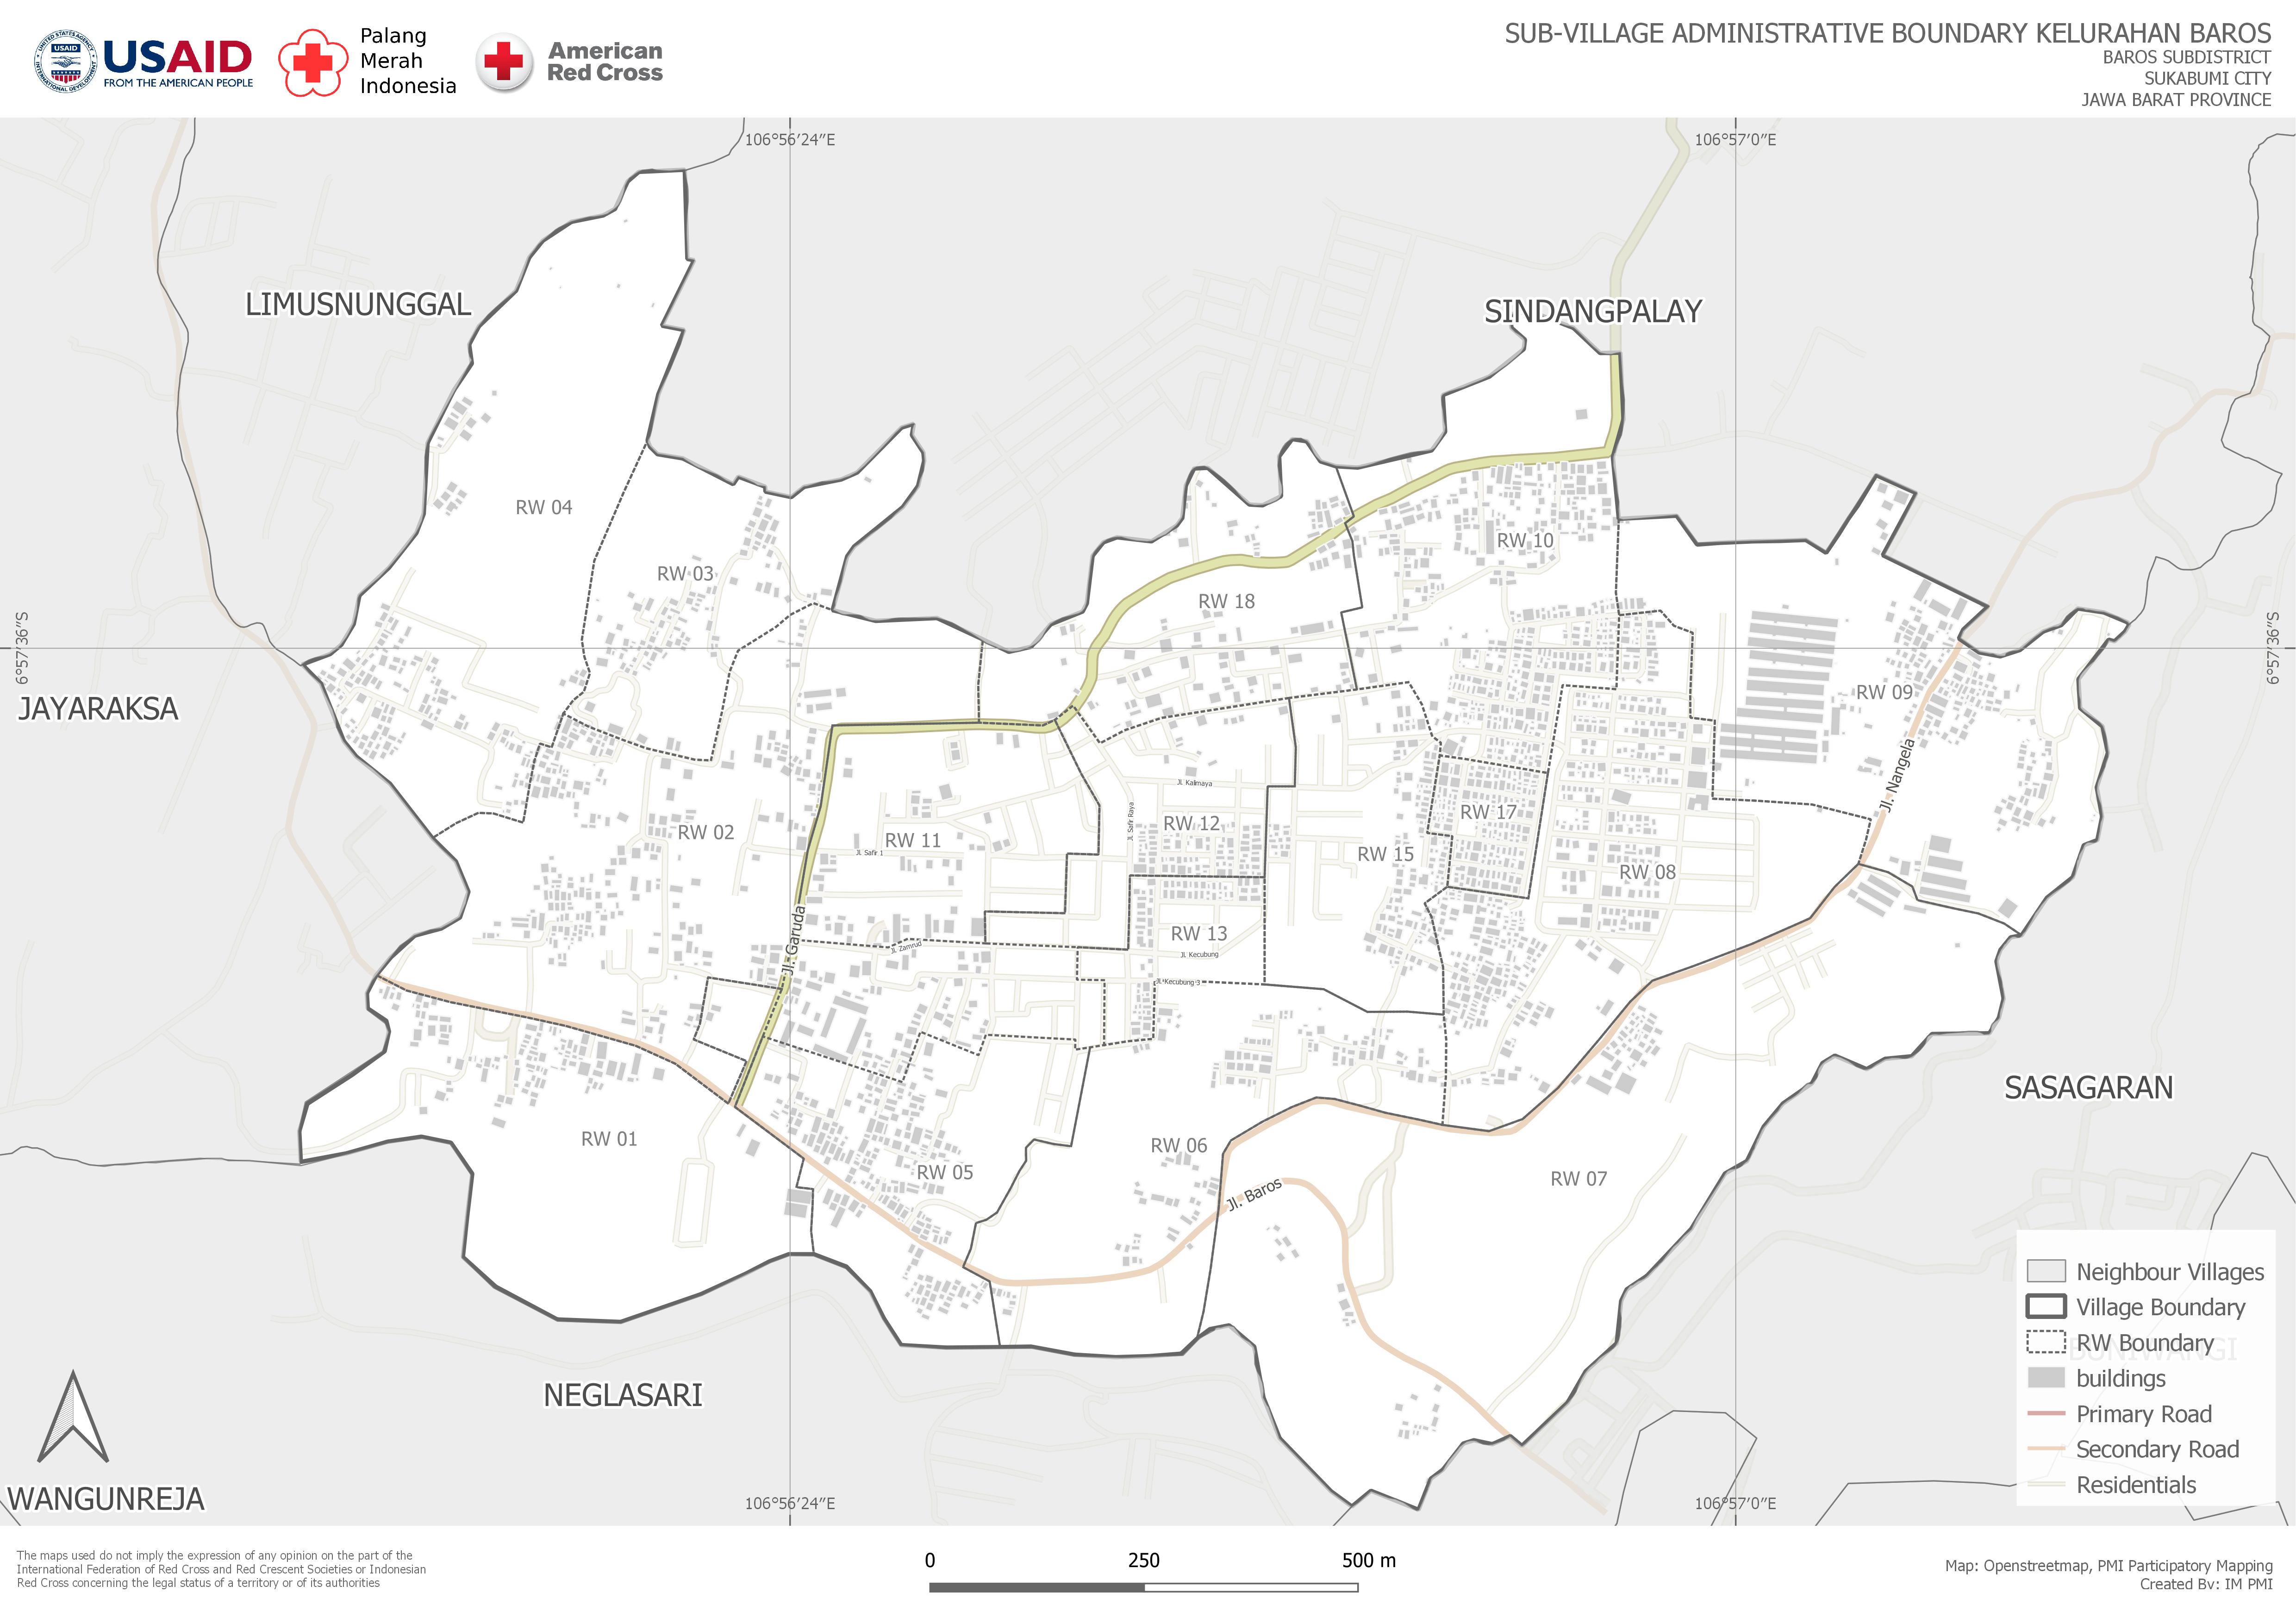 USAID
FROM THE AMERICAN PEOPLE
UNITED STATES AGENCY
INTERNATIONAL DEVELOPMENT
USAID
Palang
Merah
Indonesia
American
Red Cross
SUB-VILLAGE ADMINISTRATIVE BOUNDARY KELURAHAN BAROS
BAROS SUBDISTRICT
SUKABUMI CITY
JAWA BARAT PROVINCE
106°56′24″E
106°57′0″E
LIMUSNUNGGAL
SINDANGPALAY
RW 04
RW 10
RW 03
RW 18
6°57′36″S
6°57′36″S
JAYARAKSA
RW 09
Jl. Nangela
Jl. Kalimaya
Jl. Safir Raya
RW 17
RW 12
RW 02
RW 11
Jl. Safir 1
RW 15
RW 08
Jl. Garuda
RW 13
Jl. Zamrud
Jl. Kecubung
Jl. Kecubung 3
SASAGARAN
RW 01
RW 06
RW 05
RW 07
Jl. Baros
Neighbour Villages
Village Boundary
RW Boundary
BUNIWANGI
buildings
Primary Road
Secondary Road
Residentials
NEGLASARI
WANGUNREJA
106°56′24″E
106°57′0″E
The maps used do not imply the expression of any opinion on the part of the
International Federation of Red Cross and Red Crescent Societies or Indonesian
Red Cross concerning the legal status of a territory or of its authorities
0 250 500 m
Map: Openstreetmap, PMI Participatory Mapping
Created By: IM PMI